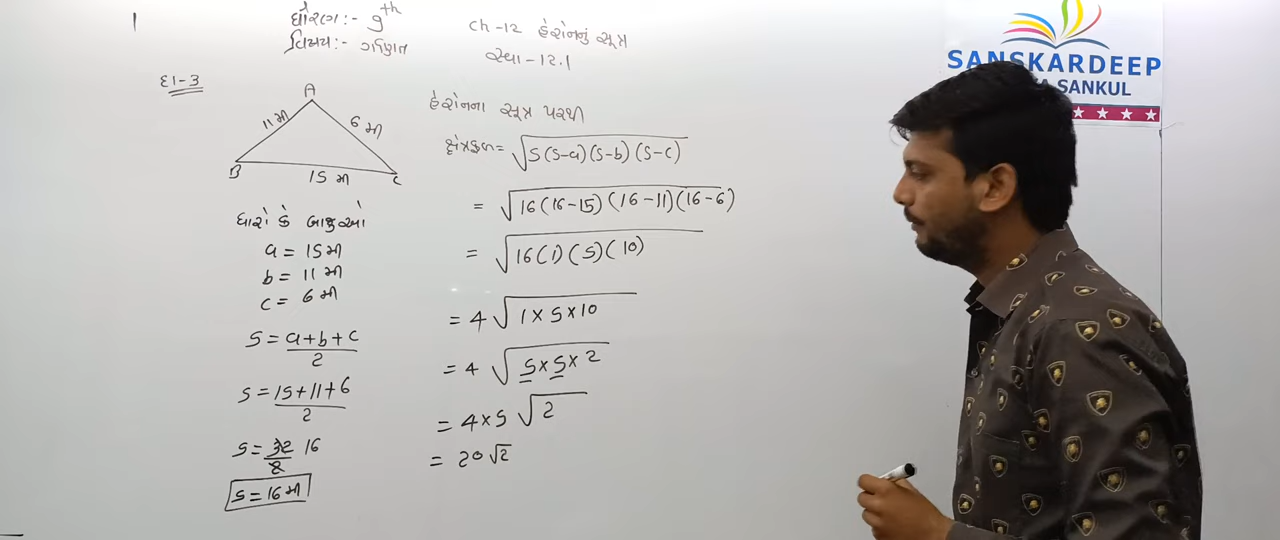 ધોરણ:- 9th
વિષય:- ગણિત
Ch-12 હેરોનનું સૂત્ર
સ્વા-12.1
દા-3
A
11 મી
6 મી
B
15 મી
C
ધારો કે બાજુઓ
a = 15 મી
b = 11 મી
c = 6 મી
S = a+b+c / 2
S = 15+11+6 / 2
S = 32 / 2 16
S = 16 મી
હેરોનના સૂત્ર પરથી
ક્ષેત્રફળ = √S(S-a)(S-b)(S-c)
= √16(16-15)(16-11)(16-6)
= √16(1)(5)(10)
= 4 √1×5×10
= 4 √5×5×2
= 4×5 √2
= 20√2
SANSKARDEEP
SANKUL